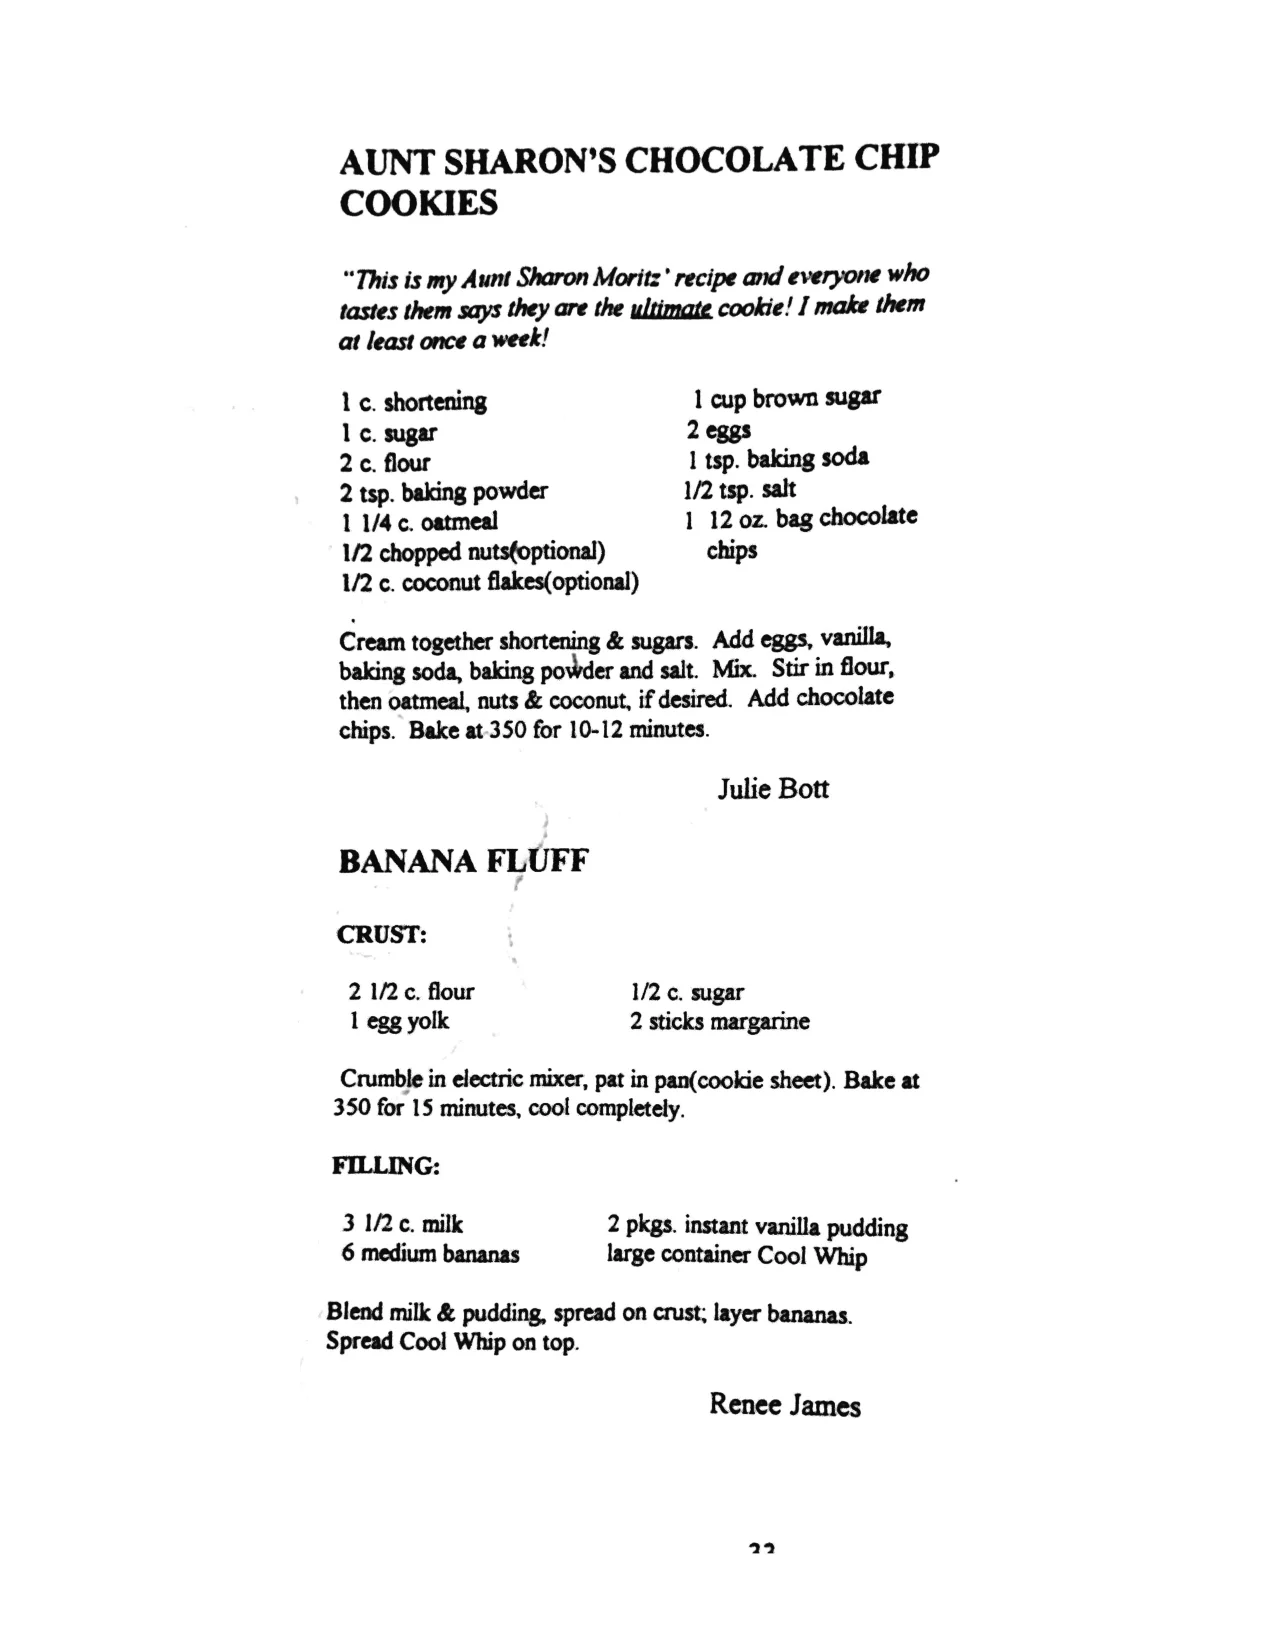 AUNT SHARON'S CHOCOLATE CHIP
COOKIES
"This is my Aunt Sharon Moritz' recipe and everyone who
tastes them says they are the ultimate cookie! I make them
at least once a week!
1 c. shortening 1 cup brown sugar
1 c. sugar 2 eggs
2 c. flour 1 tsp. baking soda
2 tsp. baking powder 1/2 tsp. salt
1 1/4 c. oatmeal 1 12 oz. bag chocolate
1/2 chopped nuts(optional) chips
1/2 c. coconut flakes(optional)
Cream together shortening & sugars. Add eggs, vanilla,
baking soda, baking powder and salt. Mix. Stir in flour,
then oatmeal, nuts & coconut, if desired. Add chocolate
chips. Bake at 350 for 10-12 minutes.
Julie Bott
BANANA FLUFF
CRUST:
2 1/2 c. flour 1/2 c. sugar
1 egg yolk 2 sticks margarine
Crumble in electric mixer, pat in pan(cookie sheet). Bake at
350 for 15 minutes, cool completely.
FILLING:
3 1/2 c. milk 2 pkgs. instant vanilla pudding
6 medium bananas large container Cool Whip
Blend milk & pudding, spread on crust; layer bananas.
Spread Cool Whip on top.
Renee James